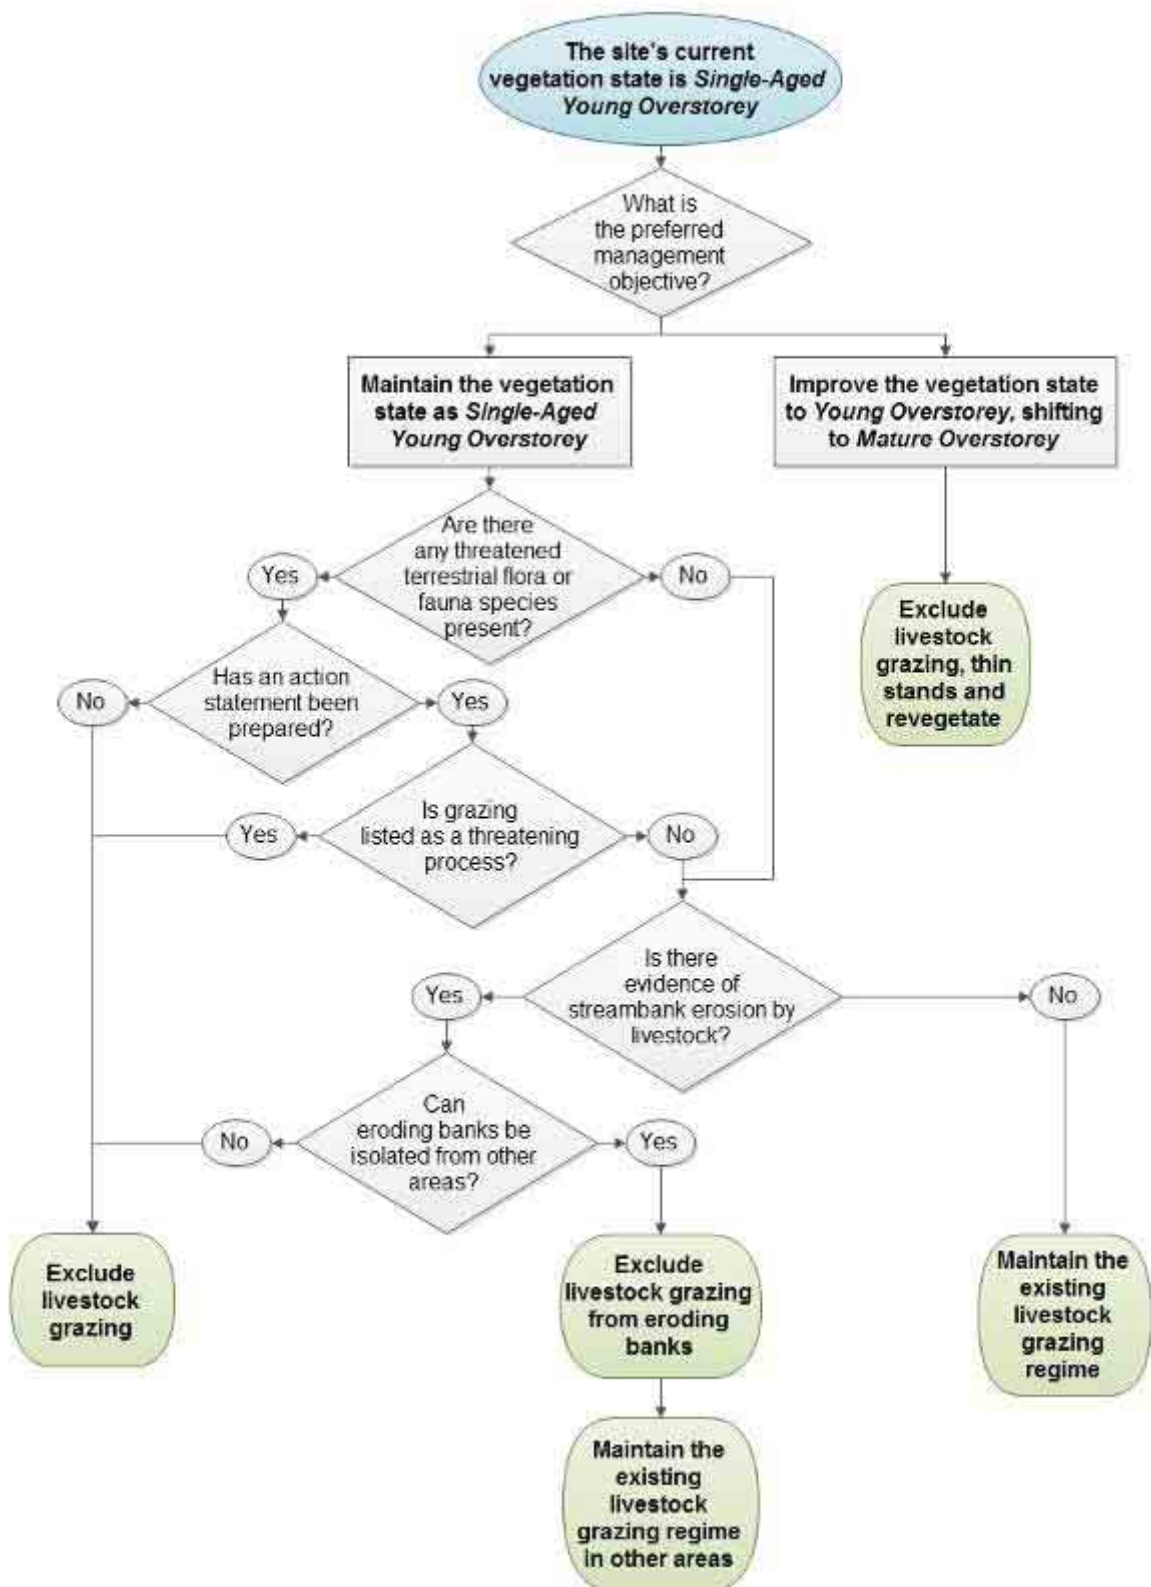 The site's current
vegetation state is Single-Aged
Young Overstorey
What is
the preferred
management
objective?
Maintain the vegetation
state as Single-Aged
Young Overstorey
Improve the vegetation state
to Young Overstorey, shifting
to Mature Overstorey
Are there
any threatened
terrestrial flora or
fauna species
present?
Yes
No
Exclude
livestock
grazing, thin
stands and
revegetate
Has an action
statement been
prepared?
No
Yes
Is grazing
listed as a threatening
process?
Yes
No
Is there
evidence of
streambank erosion by
livestock?
Yes
No
Can
eroding banks be
isolated from other
areas?
No
Yes
Exclude
livestock
grazing
Exclude
livestock grazing
from eroding
banks
Maintain the
existing
livestock
grazing
regime
Maintain the
existing
livestock
grazing regime
in other areas